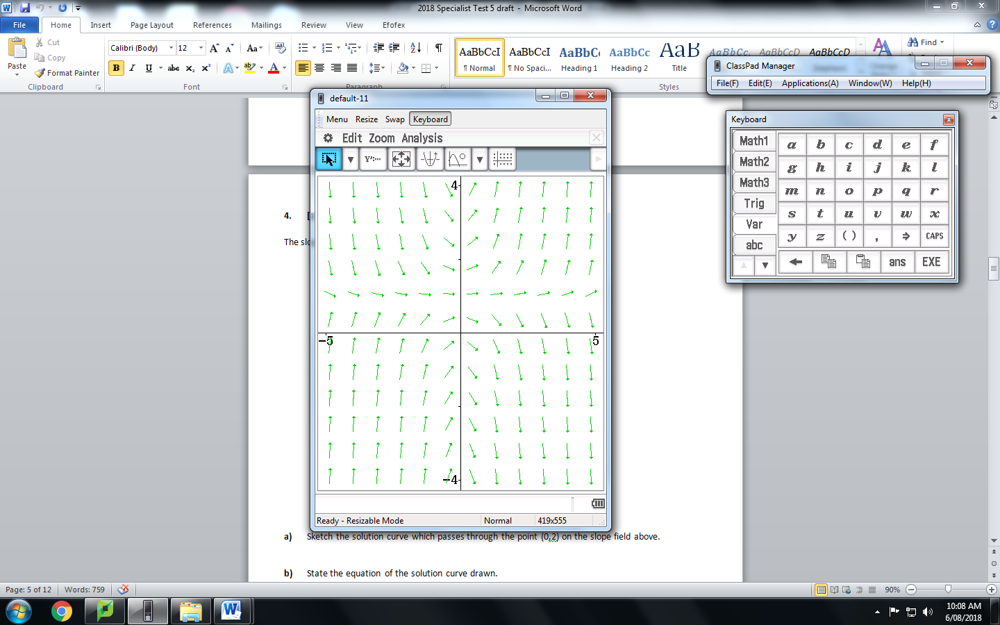 2018 Specialist Test 5 draft - Microsoft Word
File Home Insert Page Layout References Mailings Review View Efofex
Paste
Cut
Copy
Format Painter
Clipboard
Calibri (Body) 12
B I U abc x₂ x²
Font
Paragraph
AaBbCcI AaBbCcI AaBbCc AaBbCc AaB AaBbCc. AaBbCcD AaBbCcD
¶ Normal ¶ No Spaci... Heading 1 Heading 2 Title
Styles
Find
ClassPad Manager
File(F) Edit(E) Applications(A) Window(W) Help(H)
default-11
Menu Resize Swap Keyboard
Edit Zoom Analysis
4
-5
5
-4
Ready - Resizable Mode Normal 419x555
Keyboard
Math1 a b c d e f
Math2 g h i j k l
Math3 m n o p q r
Trig s t u v w x
Var y z ( ) , ⇒ CAPS
abc ans EXE
4. [
The slo
a) Sketch the solution curve which passes through the point (0,2) on the slope field above.
b) State the equation of the solution curve drawn.
Page: 5 of 12 Words: 759 90%
10:08 AM
6/08/2018